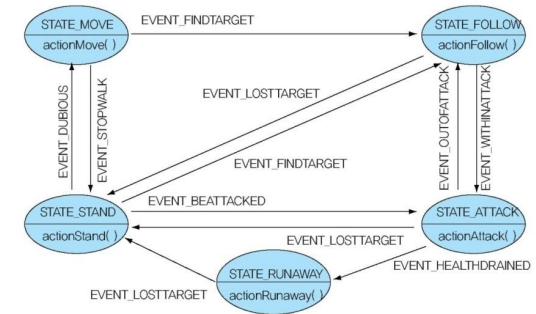 STATE_MOVE
actionMove( )
EVENT_FINDTARGET
STATE_FOLLOW
actionFollow( )
EVENT_DUBIOUS
EVENT_STOPWALK
EVENT_LOSTTARGET
EVENT_FINDTARGET
EVENT_OUTOFATTACK
EVENT_WITHINATTACK
STATE_STAND
actionStand( )
EVENT_BEATTACKED
EVENT_LOSTTARGET
STATE_ATTACK
actionAttack( )
EVENT_HEALTHDRAINED
STATE_RUNAWAY
actionRunaway( )
EVENT_LOSTTARGET